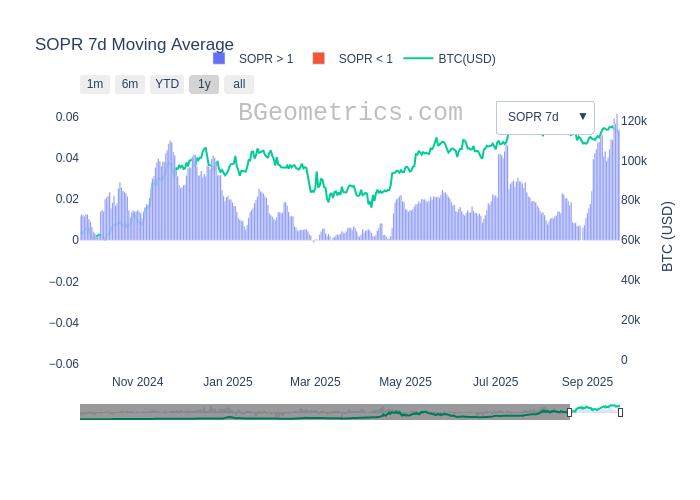 SOPR 7d Moving Average
SOPR > 1
SOPR < 1
BTC(USD)
1m
6m
YTD
1y
all
BGeometrics.com
SOPR 7d ▼
0.06
0.04
0.02
0
−0.02
−0.04
−0.06
120k
100k
80k
60k
40k
20k
0
BTC (USD)
Nov 2024
Jan 2025
Mar 2025
May 2025
Jul 2025
Sep 2025